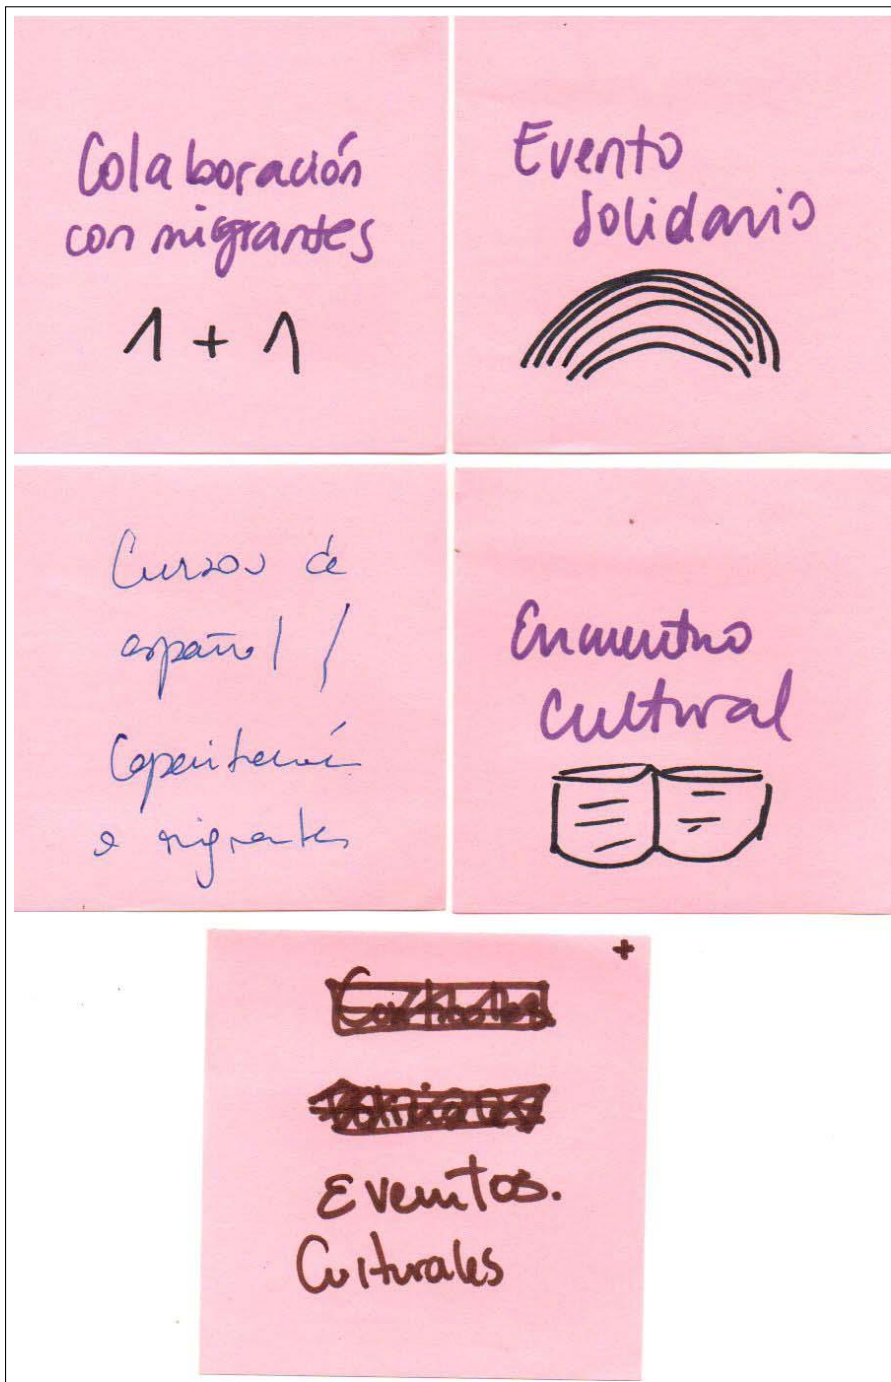 Colaboración
con migrantes
1 + 1
Evento
solidario
Cursos de
español /
Capacitación
a migrantes
Encuentro
cultural
+
Eventos.
Culturales